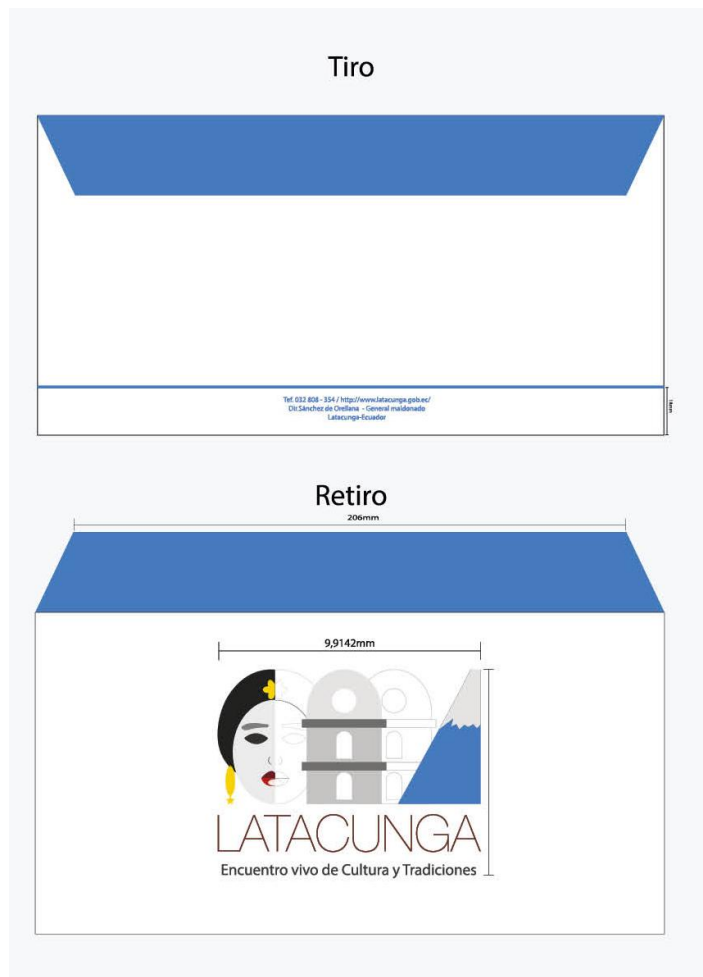 Tiro
Tef. 032 808 - 354 / http://www.latacunga.gob.ec/
Dir.Sánchez de Orellana - General maldonado
Latacunga-Ecuador
Retiro
206mm
9,9142mm
LATACUNGA
Encuentro vivo de Cultura y Tradiciones